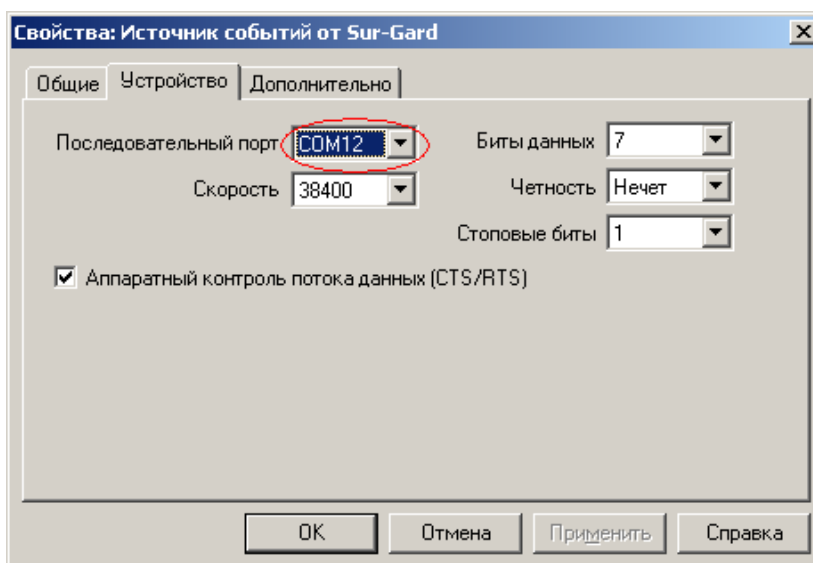 Свойства: Источник событий от Sur-Gard
Общие Устройство Дополнительно
Последовательный порт COM12 Биты данных 7
Скорость 38400 Четность Нечет
Стоповые биты 1
Аппаратный контроль потока данных (CTS/RTS)
OK Отмена Применить Справка